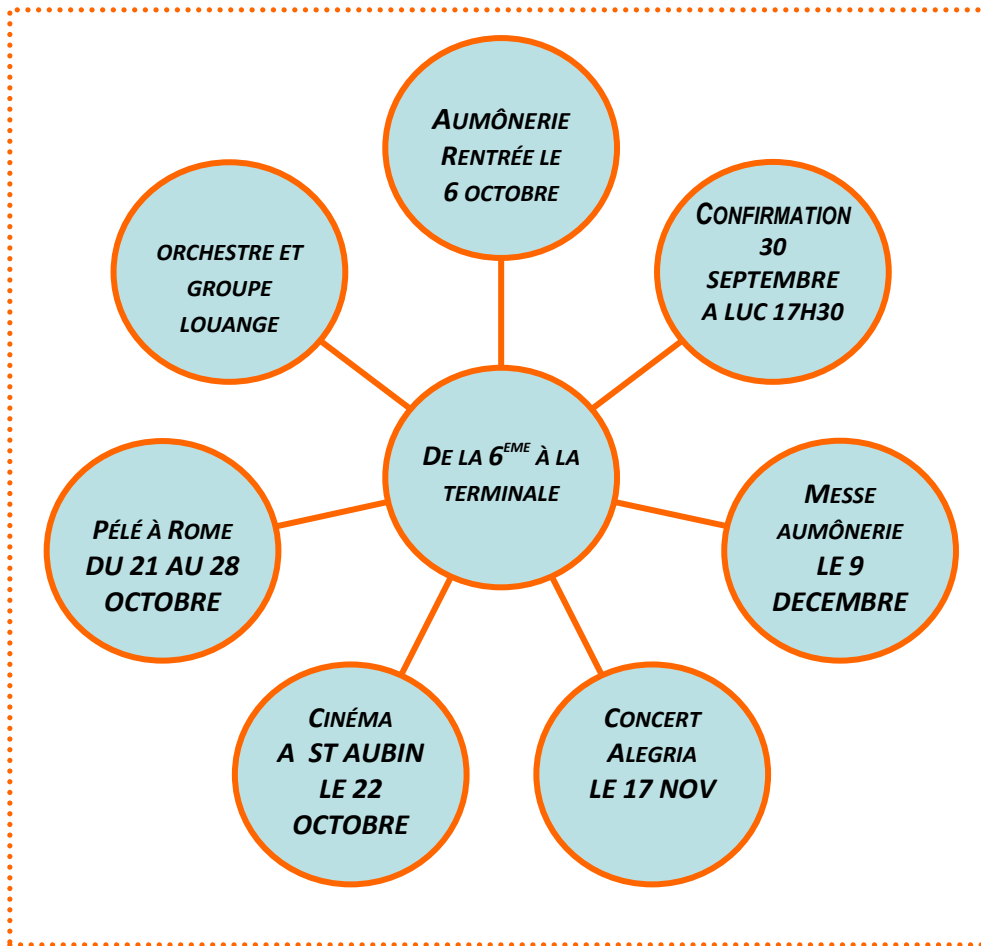 AUMÔNERIE
RENTRÉE LE
6 OCTOBRE
CONFIRMATION
30
SEPTEMBRE
A LUC 17H30
ORCHESTRE ET
GROUPE
LOUANGE
DE LA 6EME À LA
TERMINALE
MESSE
AUMÔNERIE
LE 9
DECEMBRE
PÉLÉ À ROME
DU 21 AU 28
OCTOBRE
CINÉMA
A ST AUBIN
LE 22
OCTOBRE
CONCERT
ALEGRIA
LE 17 NOV